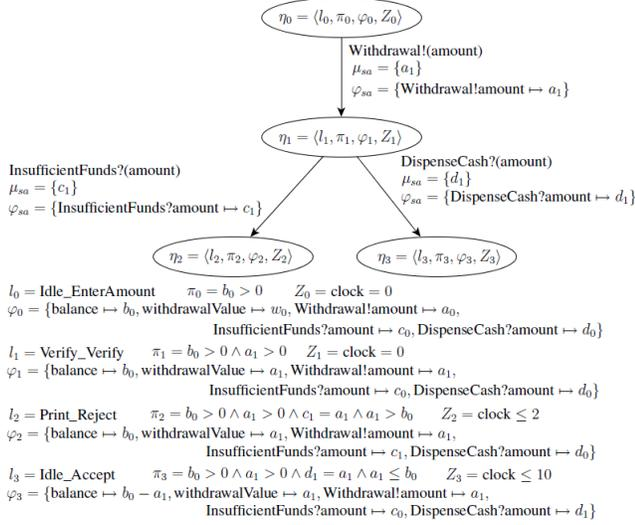 η₀ = ⟨l₀, π₀, φ₀, Z₀⟩
Withdrawal!(amount)
μₛₐ = {a₁}
φₛₐ = {Withdrawal!amount ↦ a₁}
η₁ = ⟨l₁, π₁, φ₁, Z₁⟩
InsufficientFunds?(amount)
μₛₐ = {c₁}
φₛₐ = {InsufficientFunds?amount ↦ c₁}
DispenseCash?(amount)
μₛₐ = {d₁}
φₛₐ = {DispenseCash?amount ↦ d₁}
η₂ = ⟨l₂, π₂, φ₂, Z₂⟩
η₃ = ⟨l₃, π₃, φ₃, Z₃⟩
l₀ = Idle_EnterAmount π₀ = b₀ > 0 Z₀ = clock = 0
φ₀ = {balance ↦ b₀, withdrawalValue ↦ w₀, Withdrawal!amount ↦ a₀,
InsufficientFunds?amount ↦ c₀, DispenseCash?amount ↦ d₀}
l₁ = Verify_Verify π₁ = b₀ > 0 ∧ a₁ > 0 Z₁ = clock = 0
φ₁ = {balance ↦ b₀, withdrawalValue ↦ a₁, Withdrawal!amount ↦ a₁,
InsufficientFunds?amount ↦ c₀, DispenseCash?amount ↦ d₀}
l₂ = Print_Reject π₂ = b₀ > 0 ∧ a₁ > 0 ∧ c₁ = a₁ ∧ a₁ > b₀ Z₂ = clock ≤ 2
φ₂ = {balance ↦ b₀, withdrawalValue ↦ a₁, Withdrawal!amount ↦ a₁,
InsufficientFunds?amount ↦ c₁, DispenseCash?amount ↦ d₀}
l₃ = Idle_Accept π₃ = b₀ > 0 ∧ a₁ > 0 ∧ d₁ = a₁ ∧ a₁ ≤ b₀ Z₃ = clock ≤ 10
φ₃ = {balance ↦ b₀ − a₁, withdrawalValue ↦ a₁, Withdrawal!amount ↦ a₁,
InsufficientFunds?amount ↦ c₀, DispenseCash?amount ↦ d₁}